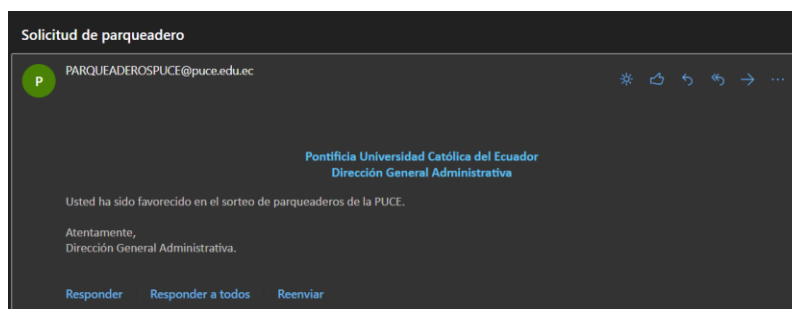 Solicitud de parqueadero
P
PARQUEADEROSPUCE@puce.edu.ec
Pontificia Universidad Católica del Ecuador
Dirección General Administrativa
Usted ha sido favorecido en el sorteo de parqueaderos de la PUCE.
Atentamente,
Dirección General Administrativa.
Responder Responder a todos Reenviar